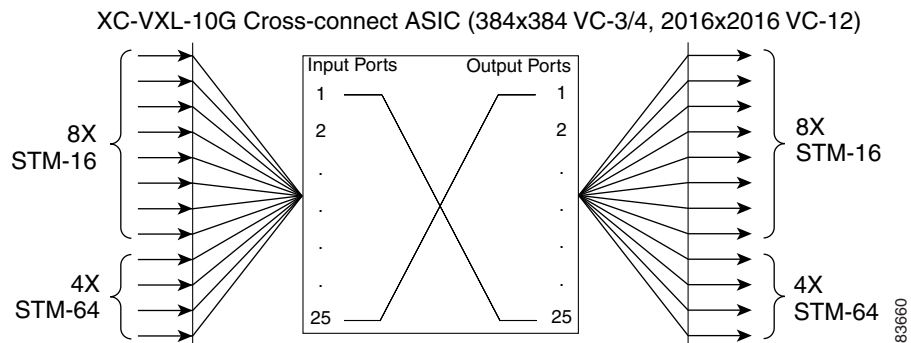 XC-VXL-10G Cross-connect ASIC (384x384 VC-3/4, 2016x2016 VC-12)
Input Ports
Output Ports
1
1
2
2
8X
STM-16
8X
STM-16
.
.
.
.
.
.
.
.
4X
STM-64
4X
STM-64
25
25
83660